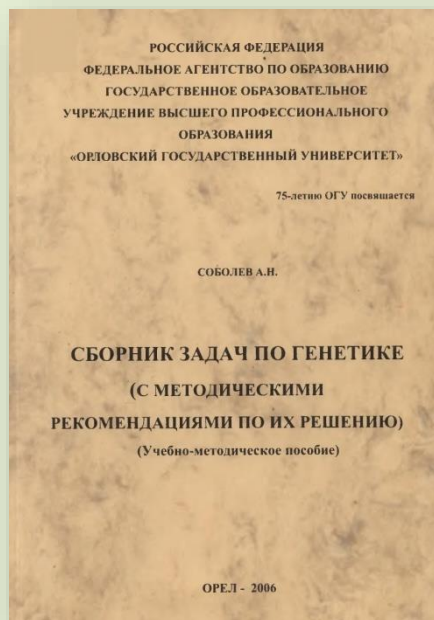 РОССИЙСКАЯ ФЕДЕРАЦИЯ
ФЕДЕРАЛЬНОЕ АГЕНТСТВО ПО ОБРАЗОВАНИЮ
ГОСУДАРСТВЕННОЕ ОБРАЗОВАТЕЛЬНОЕ
УЧРЕЖДЕНИЕ ВЫСШЕГО ПРОФЕССИОНАЛЬНОГО
ОБРАЗОВАНИЯ
«ОРЛОВСКИЙ ГОСУДАРСТВЕННЫЙ УНИВЕРСИТЕТ»
75-летию ОГУ посвящается
СОБОЛЕВ А.Н.
СБОРНИК ЗАДАЧ ПО ГЕНЕТИКЕ
(С МЕТОДИЧЕСКИМИ
РЕКОМЕНДАЦИЯМИ ПО ИХ РЕШЕНИЮ)
(Учебно-методическое пособие)
ОРЕЛ - 2006